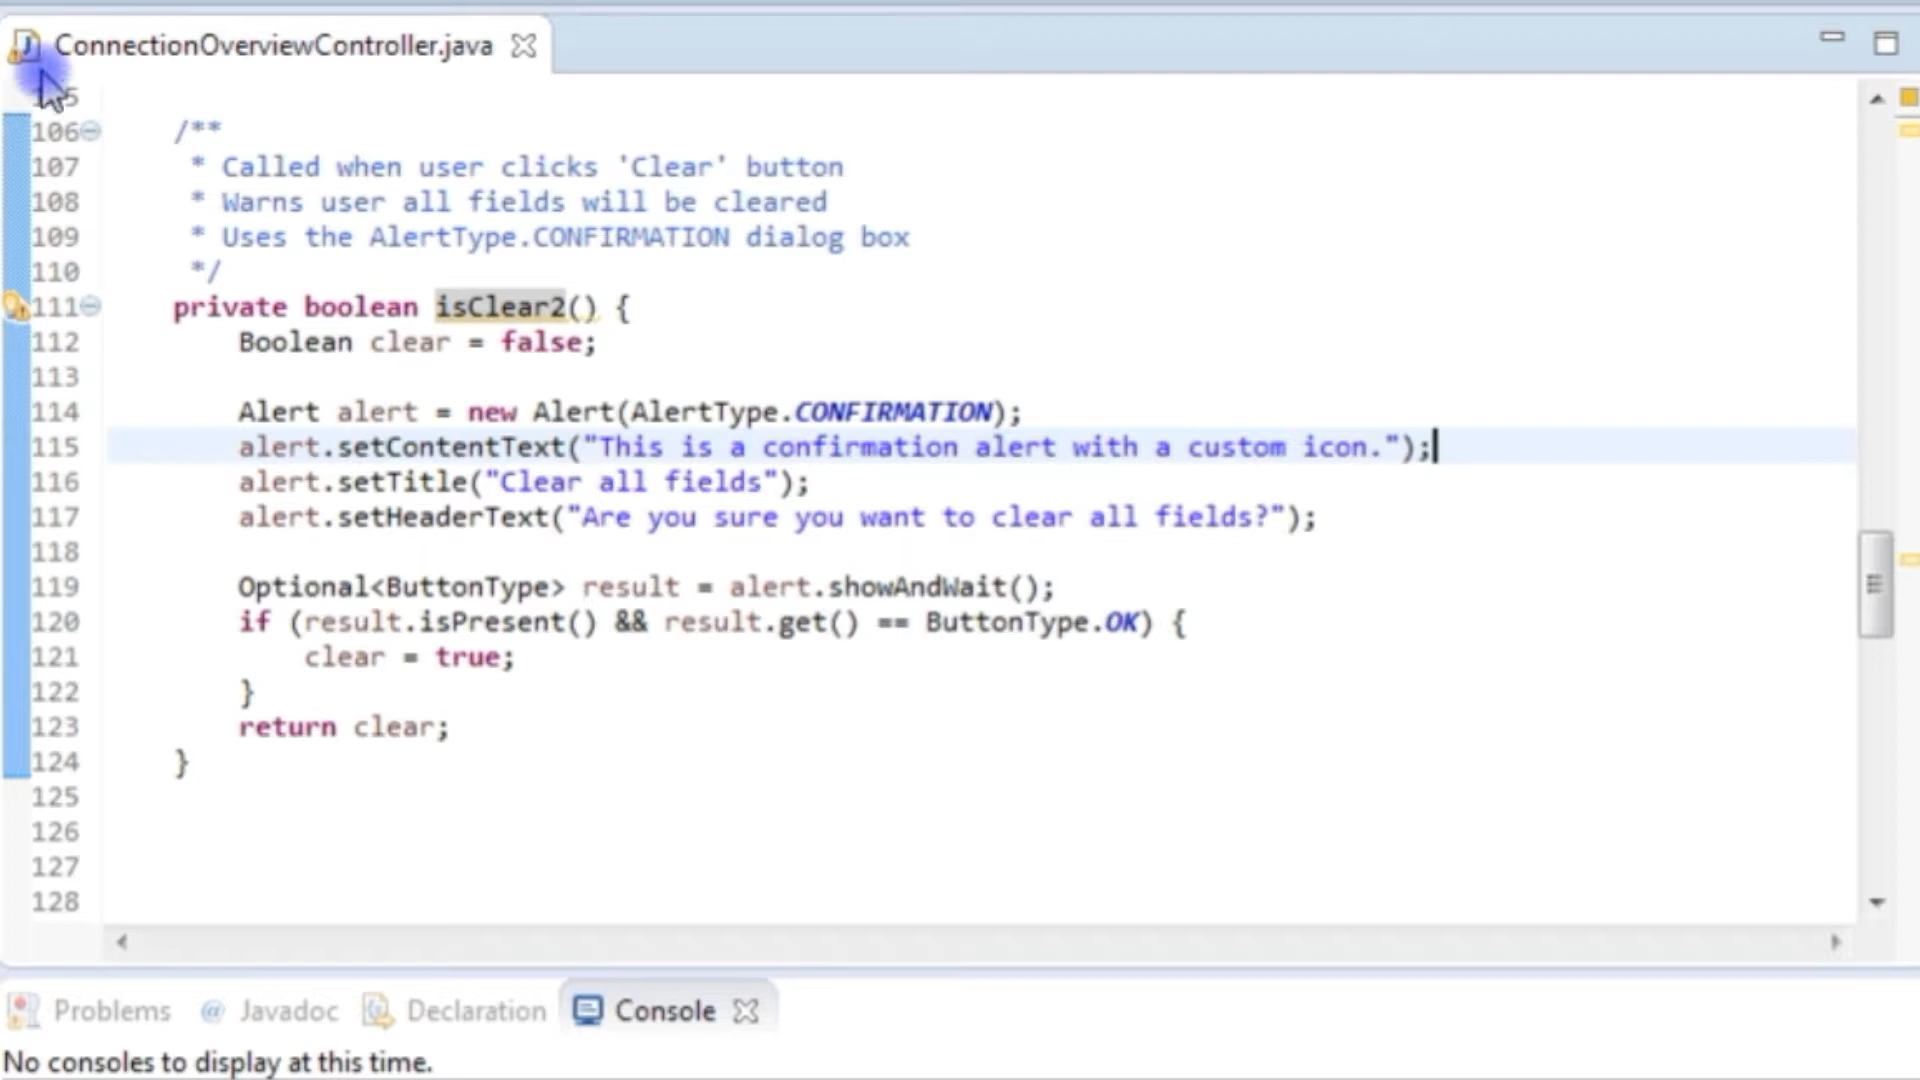 ConnectionOverviewController.java
106 /**
107 * Called when user clicks 'Clear' button
108 * Warns user all fields will be cleared
109 * Uses the AlertType.CONFIRMATION dialog box
110 */
111 private boolean isClear2() {
112 Boolean clear = false;
113
114 Alert alert = new Alert(AlertType.CONFIRMATION);
115 alert.setContentText("This is a confirmation alert with a custom icon.");
116 alert.setTitle("Clear all fields");
117 alert.setHeaderText("Are you sure you want to clear all fields?");
118
119 Optional<ButtonType> result = alert.showAndWait();
120 if (result.isPresent() && result.get() == ButtonType.OK) {
121 clear = true;
122 }
123 return clear;
124 }
125
126
127
128
Problems @ Javadoc Declaration Console
No consoles to display at this time.